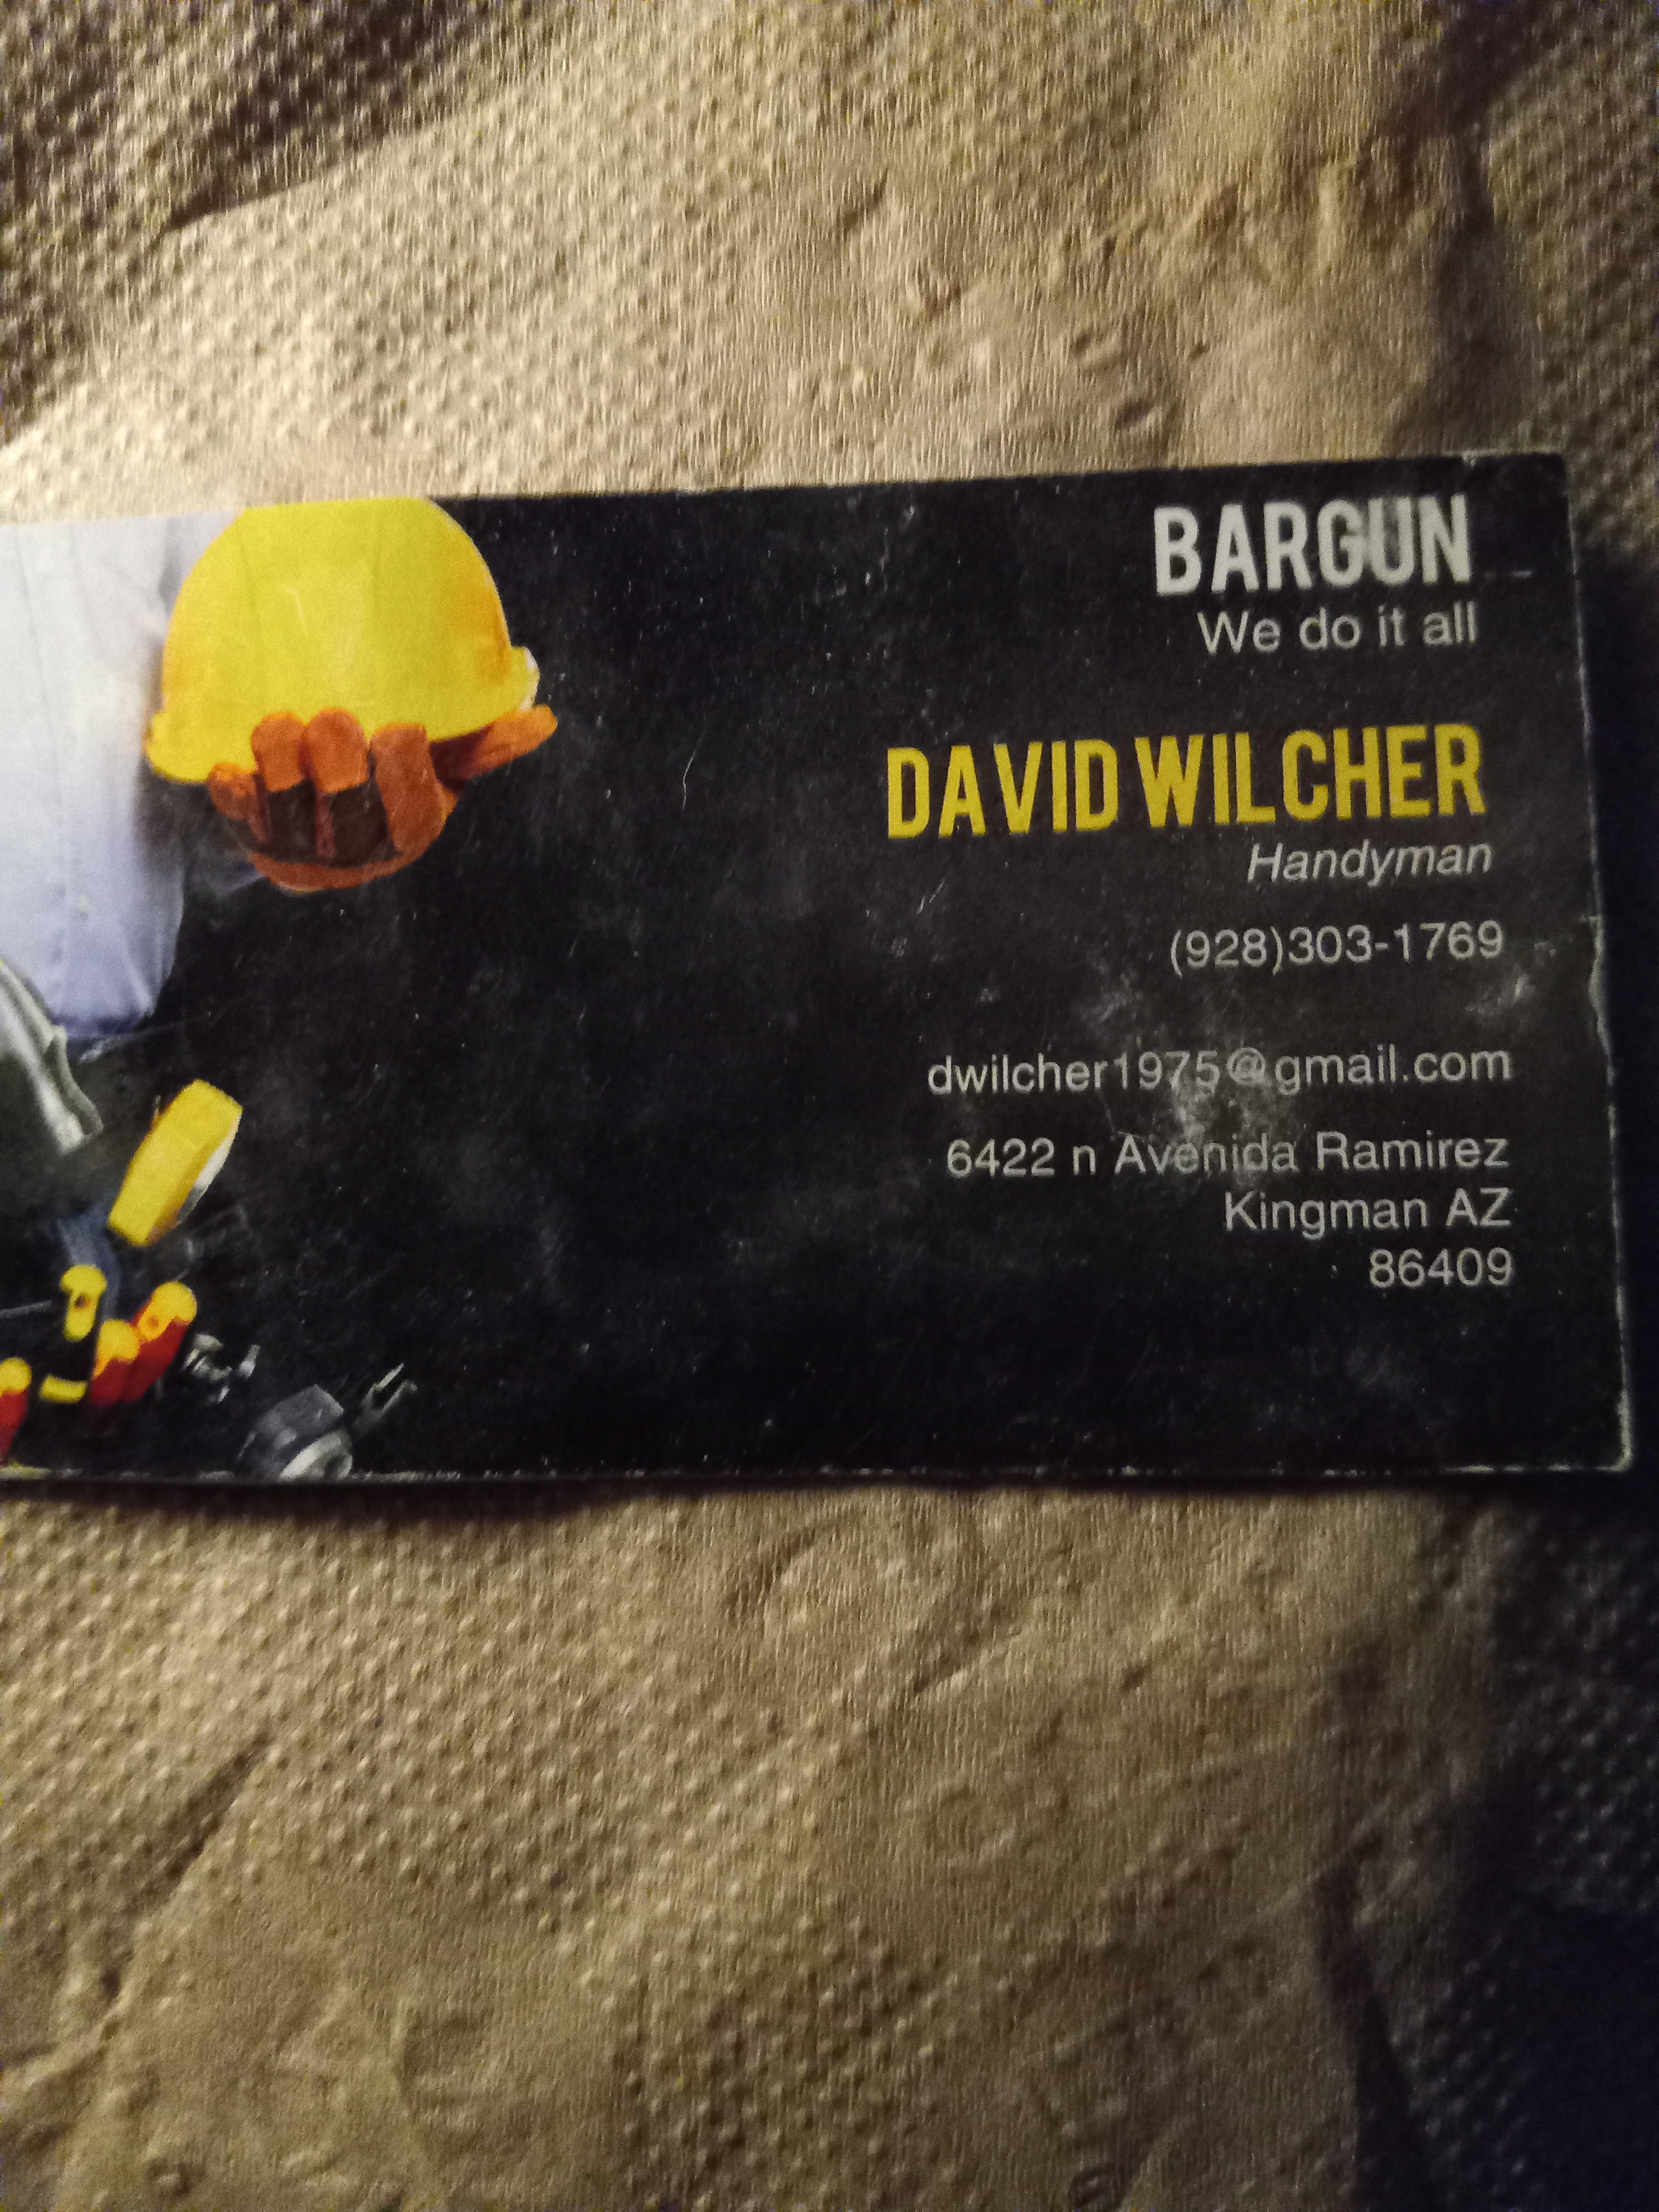 BARGUN
We do it all
DAVID WILCHER
Handyman
(928)303-1769
dwilcher1975@gmail.com
6422 n Avenida Ramirez
Kingman AZ
86409